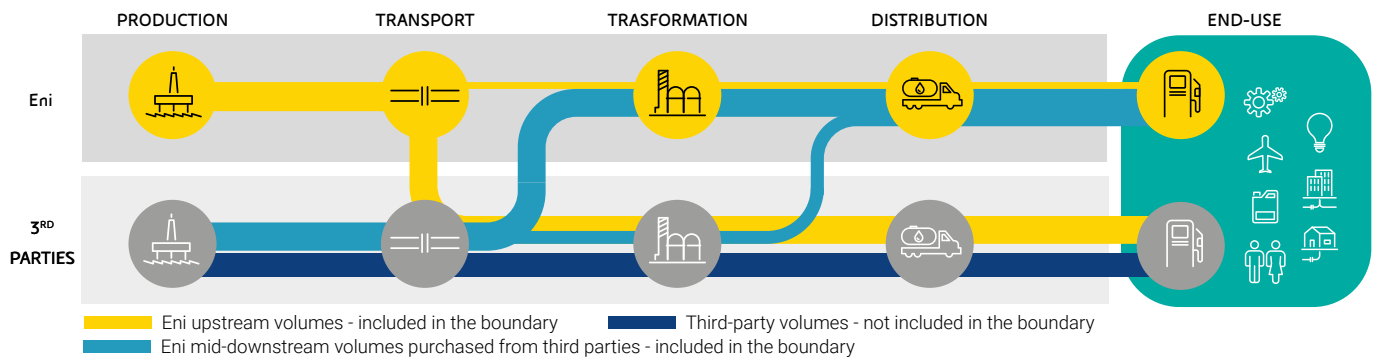 PRODUCTION TRANSPORT TRASFORMATION DISTRIBUTION END-USE
Eni
3RD
PARTIES
Eni upstream volumes - included in the boundary Third-party volumes - not included in the boundary
Eni mid-downstream volumes purchased from third parties - included in the boundary